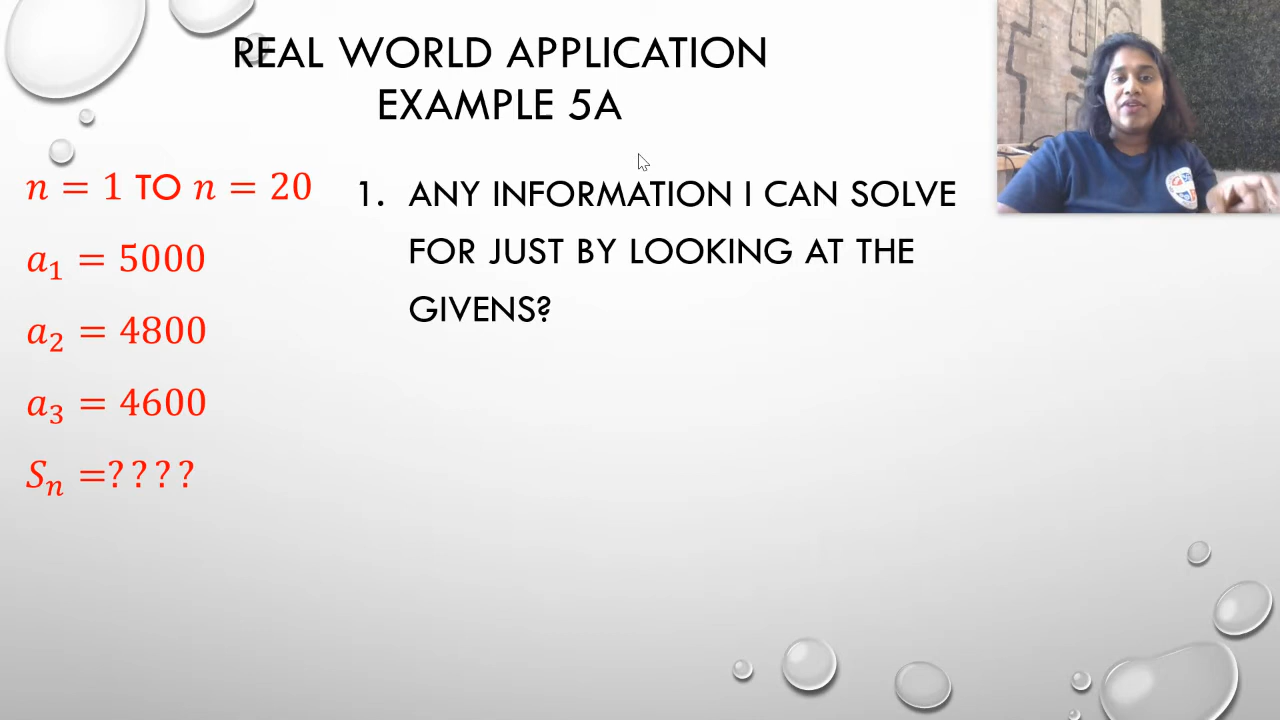 REAL WORLD APPLICATION
EXAMPLE 5A
n = 1 TO n = 20
a₁ = 5000
a₂ = 4800
a₃ = 4600
Sₙ =????
1. ANY INFORMATION I CAN SOLVE
FOR JUST BY LOOKING AT THE
GIVENS?